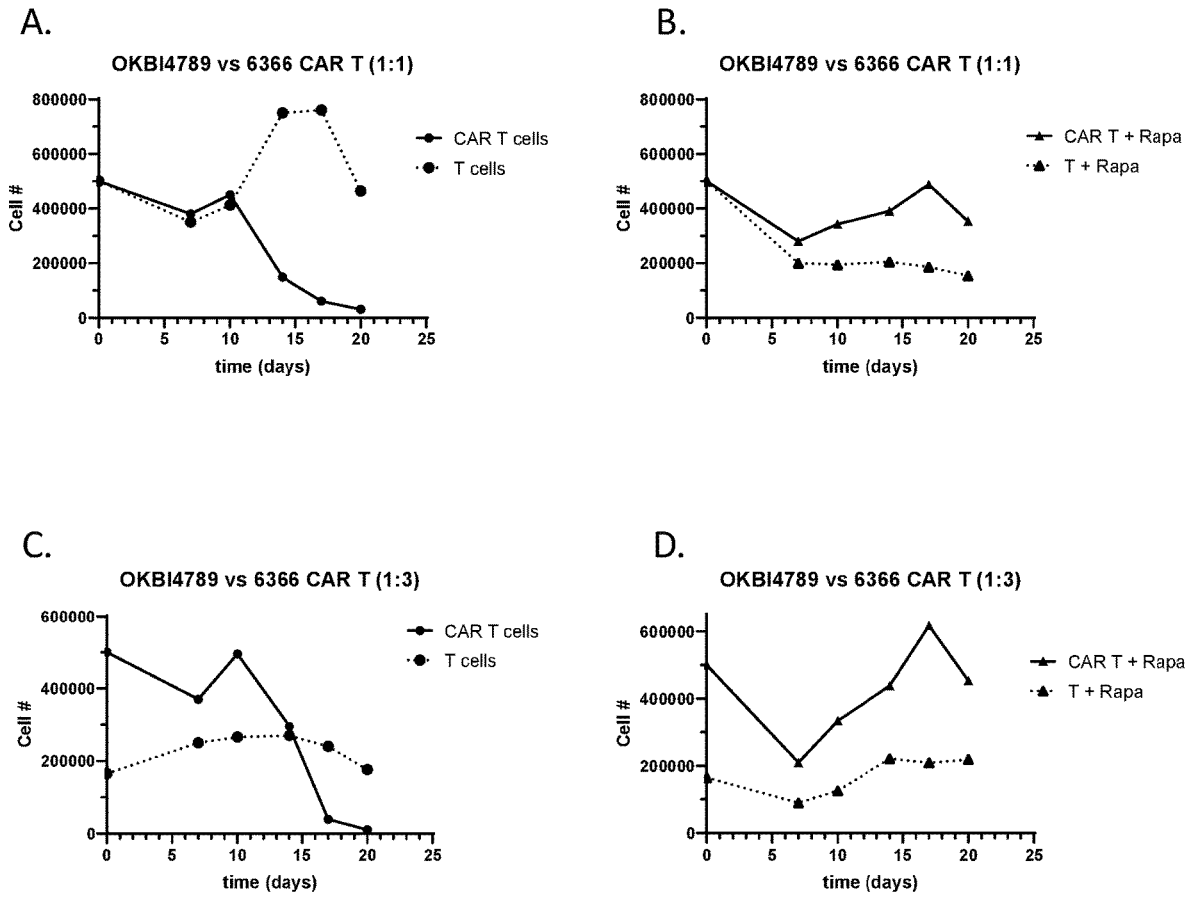 A.
OKBI4789 vs 6366 CAR T (1:1)
800000
600000
400000
200000
0
Cell #
0 5 10 15 20 25
time (days)
CAR T cells
T cells
B.
OKBI4789 vs 6366 CAR T (1:1)
800000
600000
400000
200000
0
Cell #
0 5 10 15 20 25
time (days)
CAR T + Rapa
T + Rapa
C.
OKBI4789 vs 6366 CAR T (1:3)
600000
400000
200000
0
Cell #
0 5 10 15 20 25
time (days)
CAR T cells
T cells
D.
OKBI4789 vs 6366 CAR T (1:3)
600000
400000
200000
0
Cell #
0 5 10 15 20 25
time (days)
CAR T + Rapa
T + Rapa